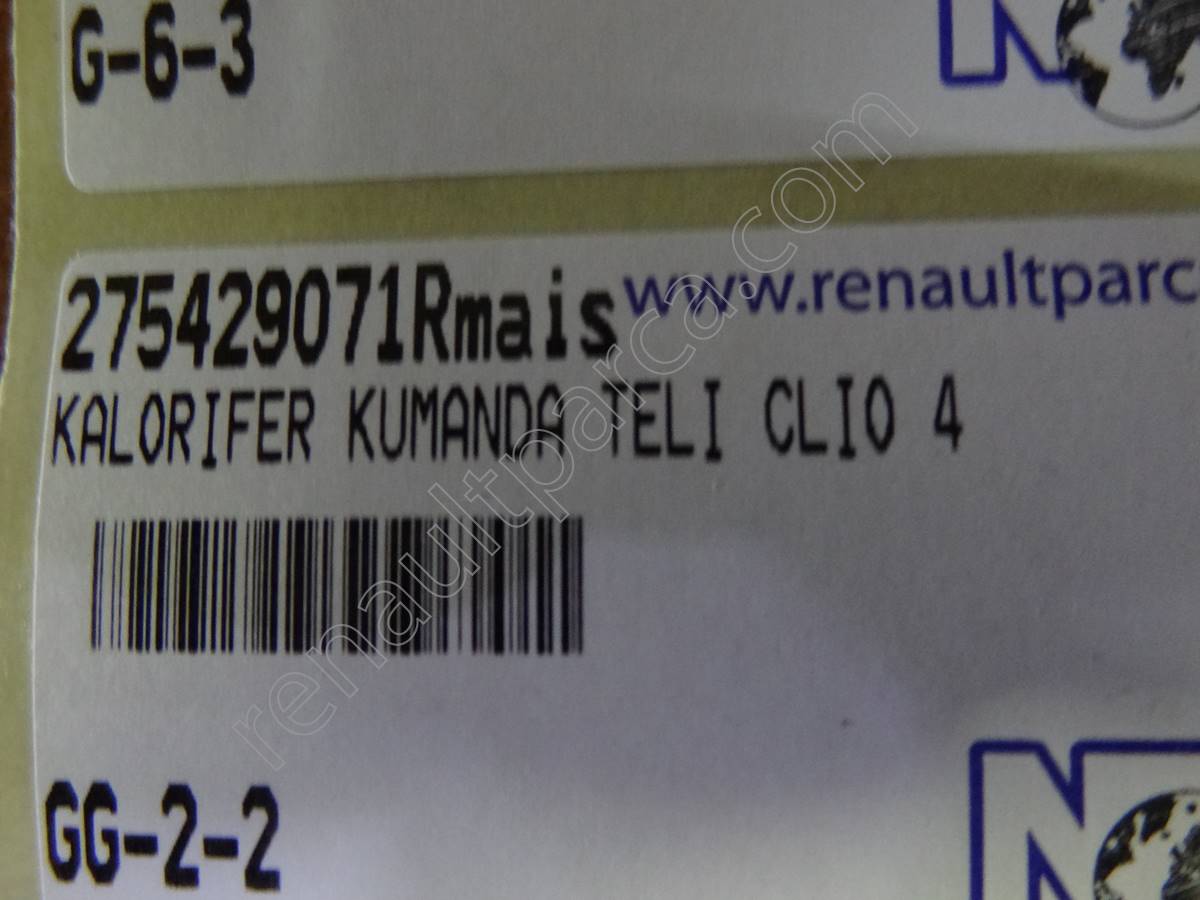 G-6-3
275429071Rmais www.renaultparc
KALORIFER KUMANDA TELI CLIO 4
renaultparca.com
GG-2-2